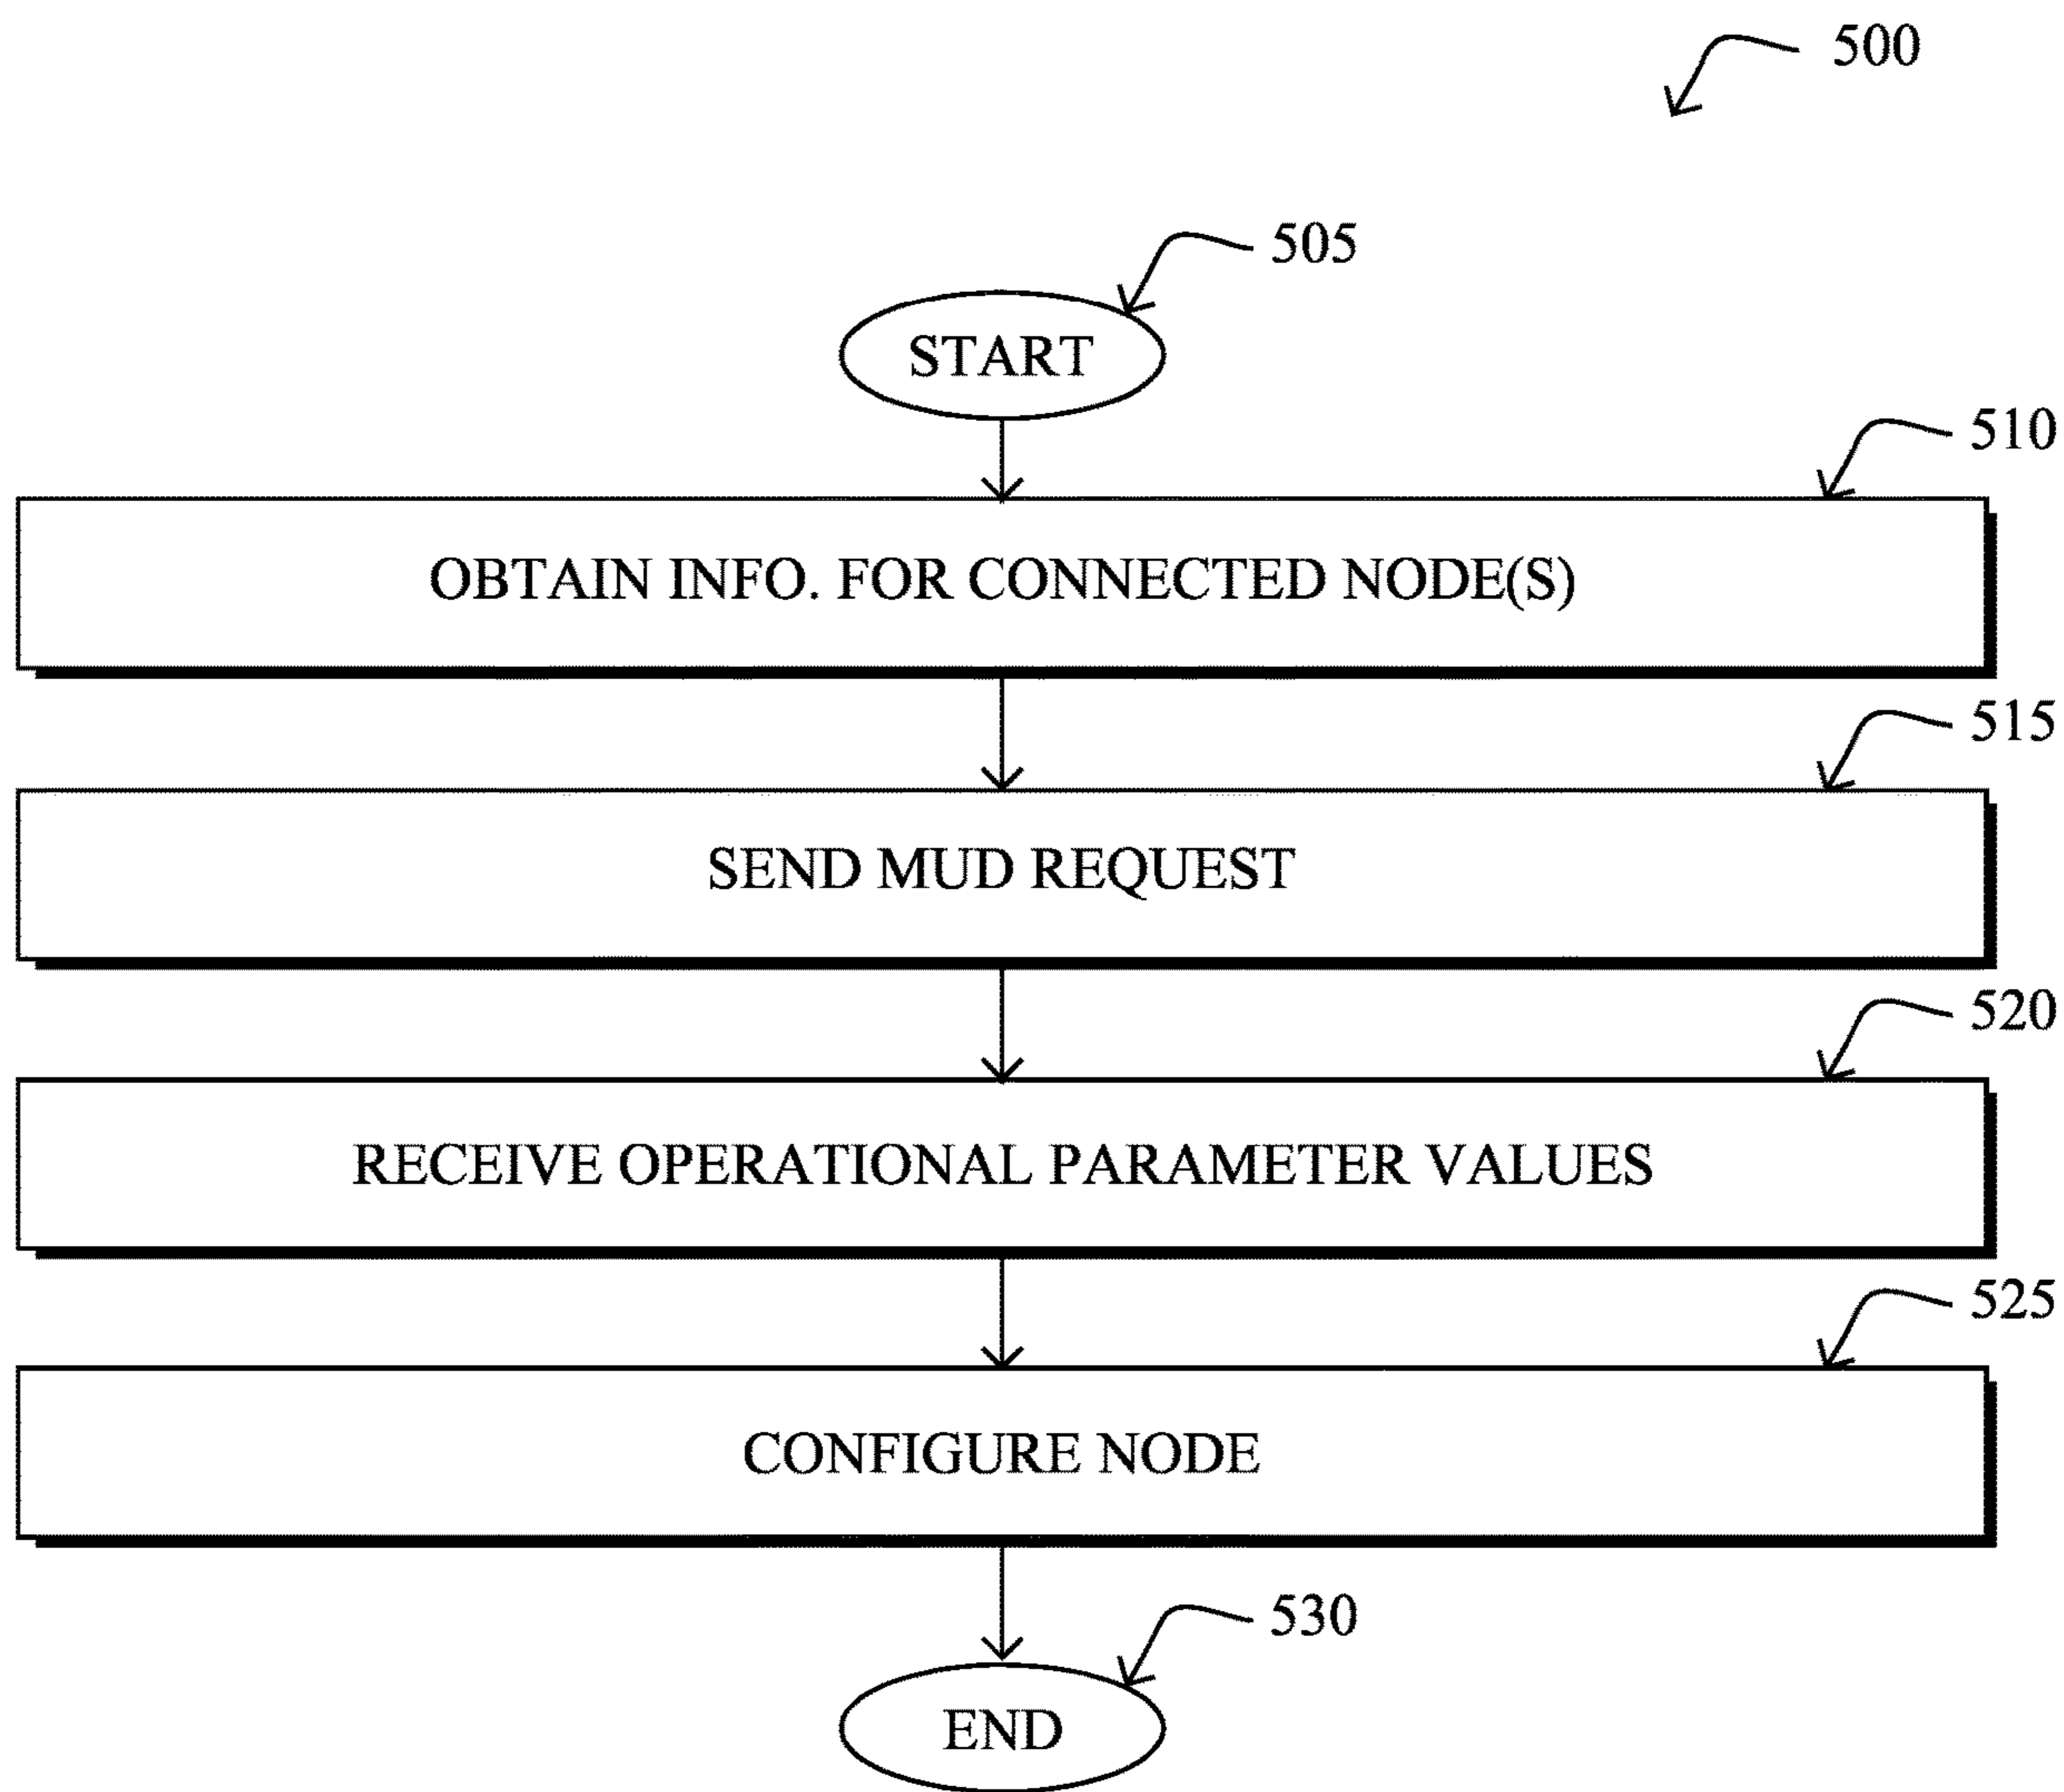 500
505
START
510
OBTAIN INFO. FOR CONNECTED NODE(S)
515
SEND MUD REQUEST
520
RECEIVE OPERATIONAL PARAMETER VALUES
525
CONFIGURE NODE
530
END